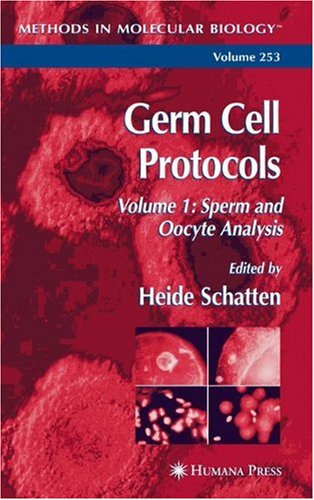 METHODS IN MOLECULAR BIOLOGY™
Volume 253
Germ Cell
Protocols
Volume 1: Sperm and
Oocyte Analysis
Edited by
Heide Schatten
HUMANA PRESS